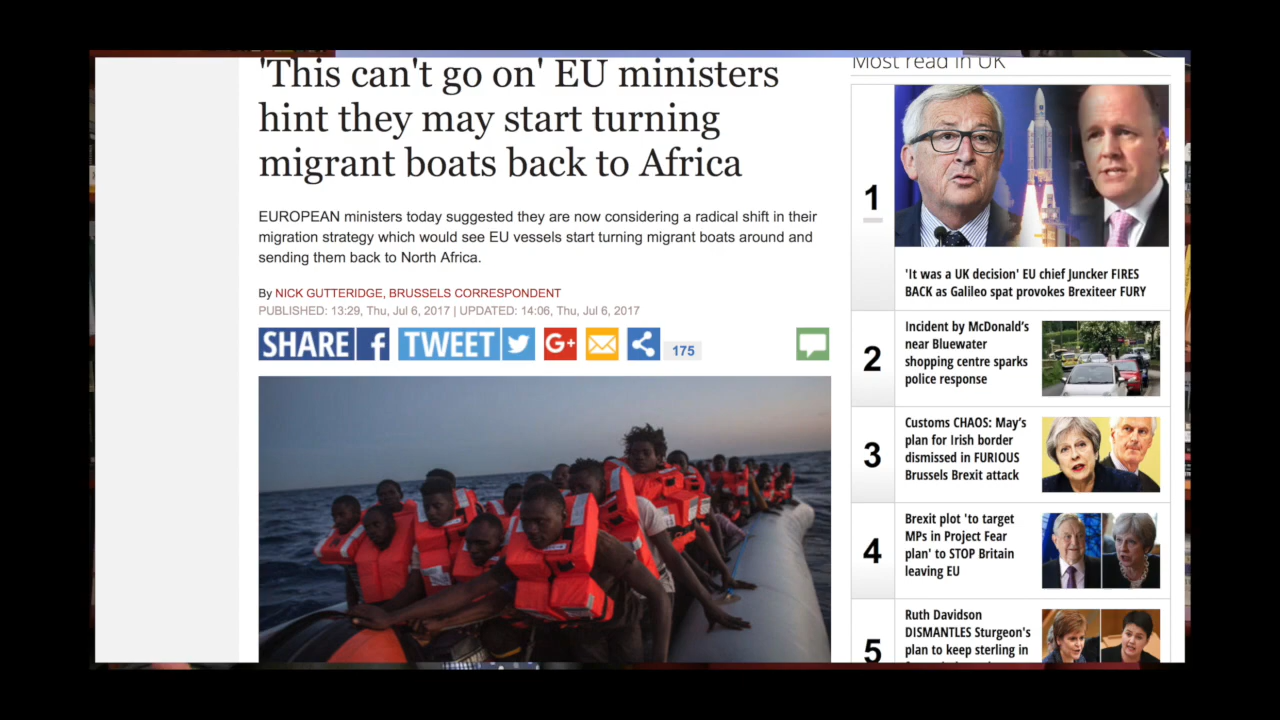 'This can't go on' EU ministers
hint they may start turning
migrant boats back to Africa
EUROPEAN ministers today suggested they are now considering a radical shift in their
migration strategy which would see EU vessels start turning migrant boats around and
sending them back to North Africa.
By NICK GUTTERIDGE, BRUSSELS CORRESPONDENT
PUBLISHED: 13:29, Thu, Jul 6, 2017 | UPDATED: 14:06, Thu, Jul 6, 2017
SHARE f TWEET G+ 175
Most read in UK
1
'It was a UK decision' EU chief Juncker FIRES
BACK as Galileo spat provokes Brexiteer FURY
2
Incident by McDonald's
near Bluewater
shopping centre sparks
police response
3
Customs CHAOS: May's
plan for Irish border
dismissed in FURIOUS
Brussels Brexit attack
4
Brexit plot 'to target
MPs in Project Fear
plan' to STOP Britain
leaving EU
5
Ruth Davidson
DISMANTLES Sturgeon's
plan to keep sterling in